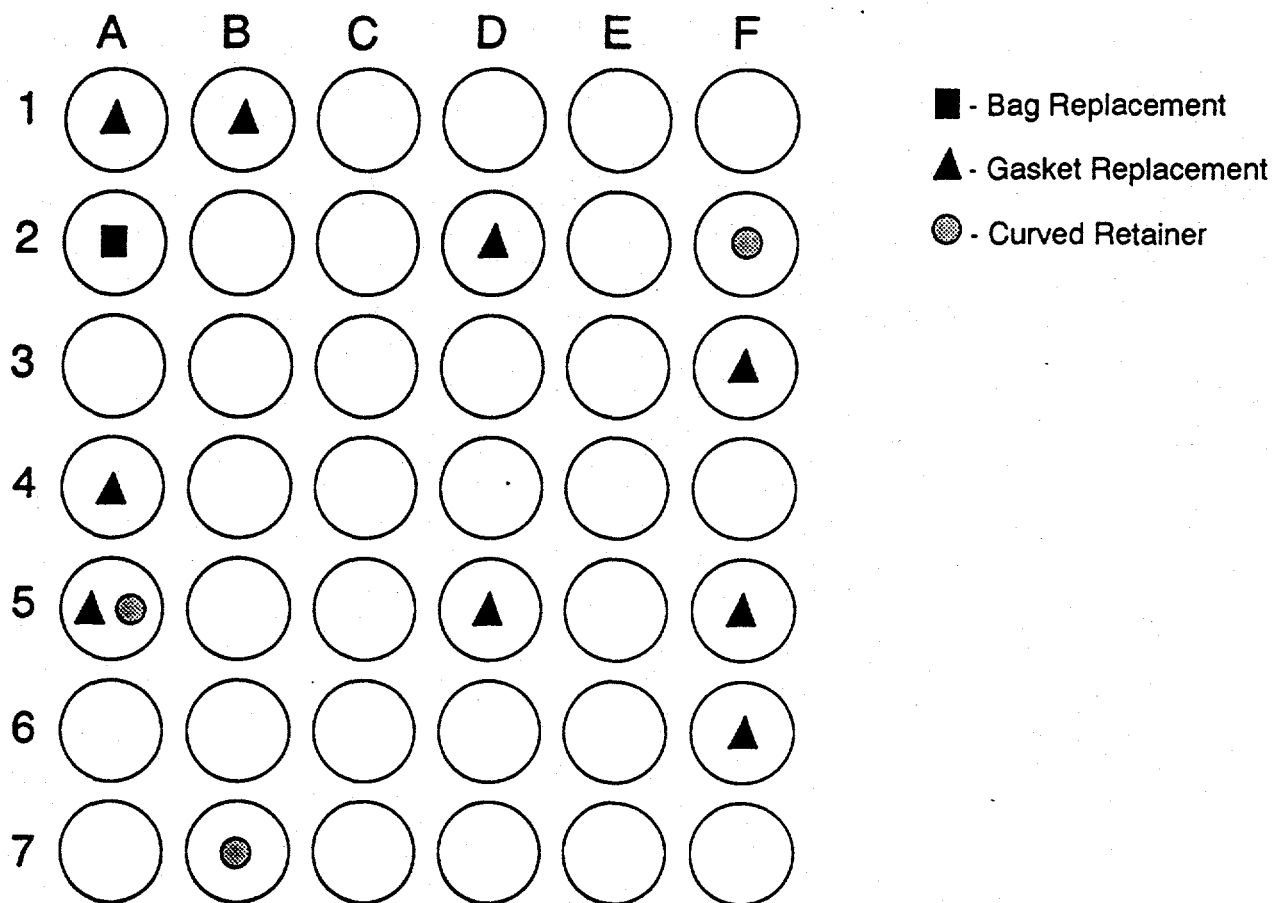 A B C D E F
1
2
3
4
5
6
7
- Bag Replacement
- Gasket Replacement
- Curved Retainer